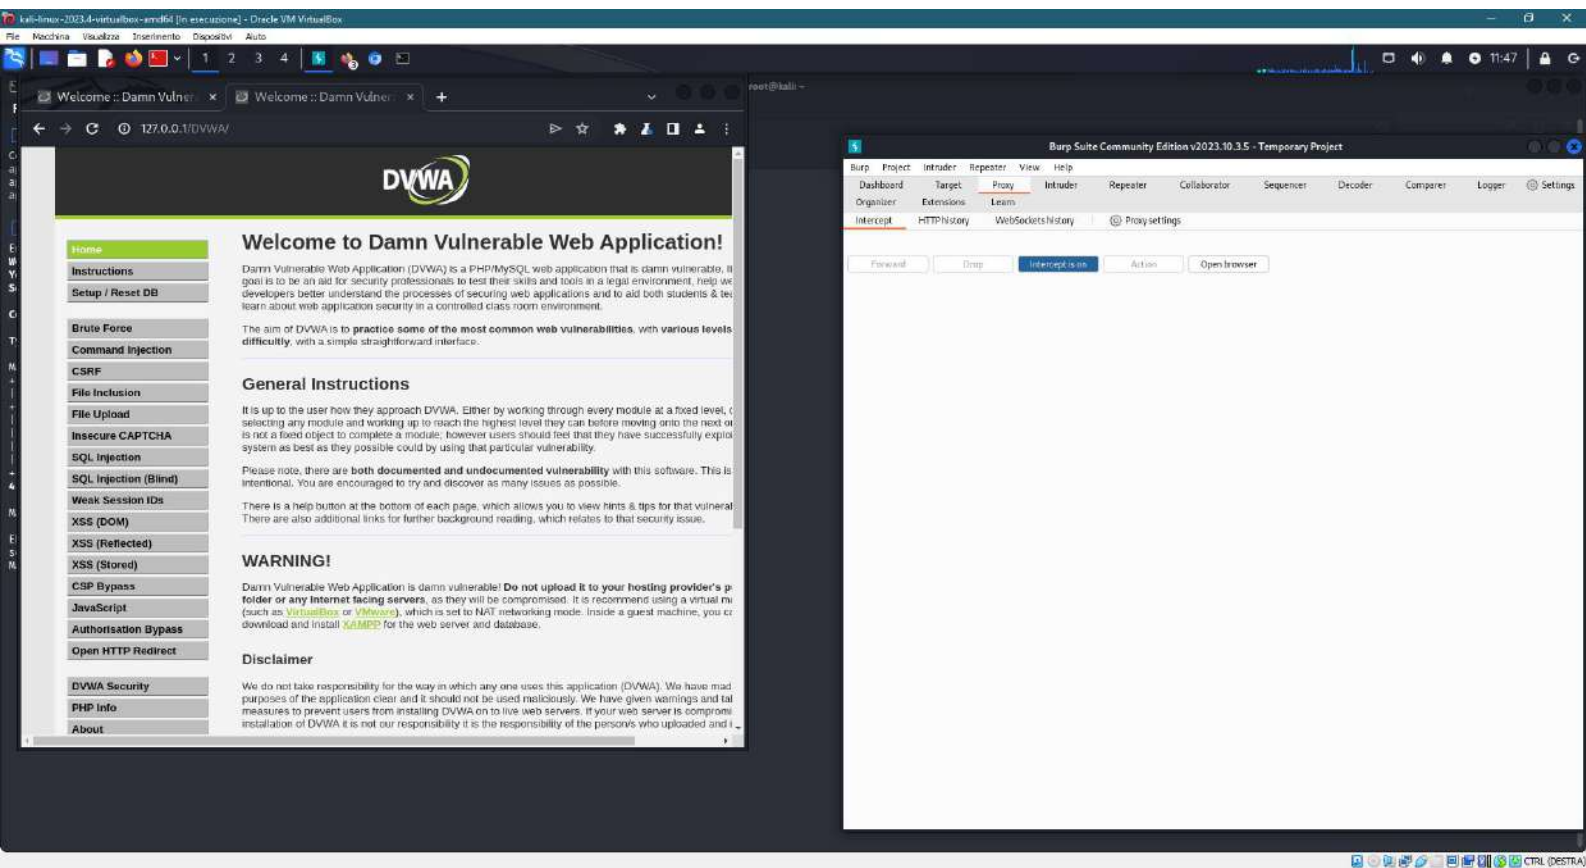 kali-linux-2023.4-virtualbox-amd64 [In esecuzione] - Oracle VM VirtualBox
File Macchina Visualizza Inserimento Dispositivi Aiuto
1 2 3 4 11:47
Welcome :: Damn Vulner Welcome :: Damn Vulner
root@kali: ~
127.0.0.1/DVWA/
DVWA
Home
Instructions
Setup / Reset DB
Brute Force
Command Injection
CSRF
File Inclusion
File Upload
Insecure CAPTCHA
SQL Injection
SQL Injection (Blind)
Weak Session IDs
XSS (DOM)
XSS (Reflected)
XSS (Stored)
CSP Bypass
JavaScript
Authorisation Bypass
Open HTTP Redirect
DVWA Security
PHP Info
About
Welcome to Damn Vulnerable Web Application!
Damn Vulnerable Web Application (DVWA) is a PHP/MySQL web application that is damn vulnerable. I
goal is to be an aid for security professionals to test their skills and tools in a legal environment, help we
developers better understand the processes of securing web applications and to aid both students & tea
learn about web application security in a controlled class room environment.
The aim of DVWA is to practice some of the most common web vulnerabilities, with various levels
difficultly, with a simple straightforward interface.
General Instructions
It is up to the user how they approach DVWA. Either by working through every module at a fixed level, o
selecting any module and working up to reach the highest level they can before moving onto the next on
is not a fixed object to complete a module; however users should feel that they have successfully exploi
system as best as they possible could by using that particular vulnerability.
Please note, there are both documented and undocumented vulnerability with this software. This is
intentional. You are encouraged to try and discover as many issues as possible.
There is a help button at the bottom of each page, which allows you to view hints & tips for that vulneral
There are also additional links for further background reading, which relates to that security issue.
WARNING!
Damn Vulnerable Web Application is damn vulnerable! Do not upload it to your hosting provider's p
folder or any Internet facing servers, as they will be compromised. It is recommend using a virtual ma
(such as VirtualBox or VMware), which is set to NAT networking mode. Inside a guest machine, you ca
download and install XAMPP for the web server and database.
Disclaimer
We do not take responsibility for the way in which any one uses this application (DVWA). We have mad
purposes of the application clear and it should not be used maliciously. We have given warnings and tak
measures to prevent users from installing DVWA on to live web servers. If your web server is compromi
installation of DVWA it is not our responsibility it is the responsibility of the person/s who uploaded and i
Burp Suite Community Edition v2023.10.3.5 - Temporary Project
Burp Project Intruder Repeater View Help
Dashboard Target Proxy Intruder Repeater Collaborator Sequencer Decoder Comparer Logger Settings
Organizer Extensions Learn
Intercept HTTP history WebSockets history Proxy settings
Forward Drop Intercept is on Action Open browser
CTRL (DESTRA)